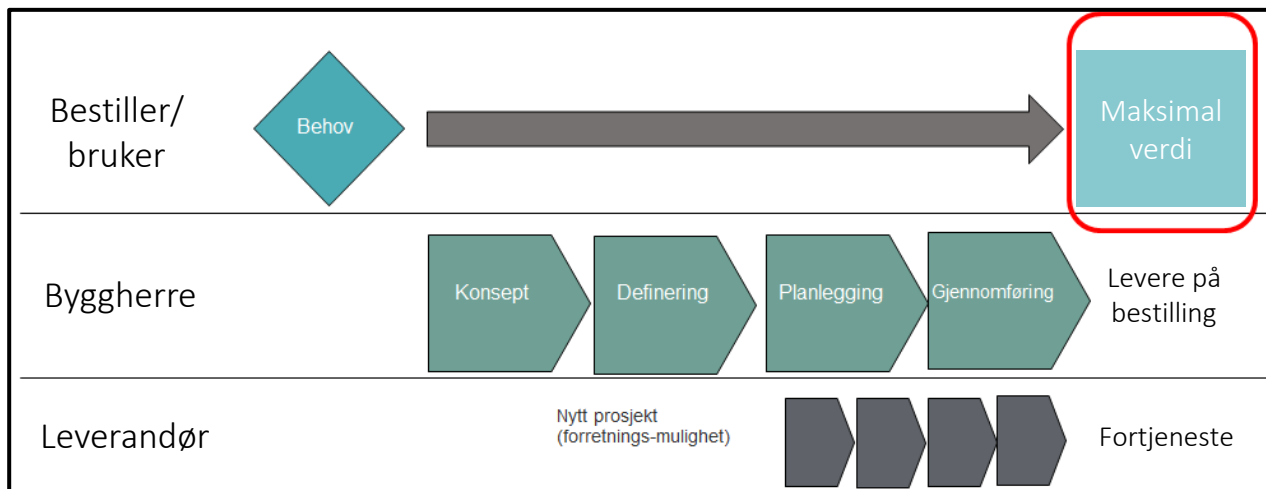 Bestiller/
bruker
Behov
Maksimal
verdi
Byggherre
Konsept
Definering
Planlegging
Gjennomføring
Levere på
bestilling
Leverandør
Nytt prosjekt
(forretnings-mulighet)
Fortjeneste